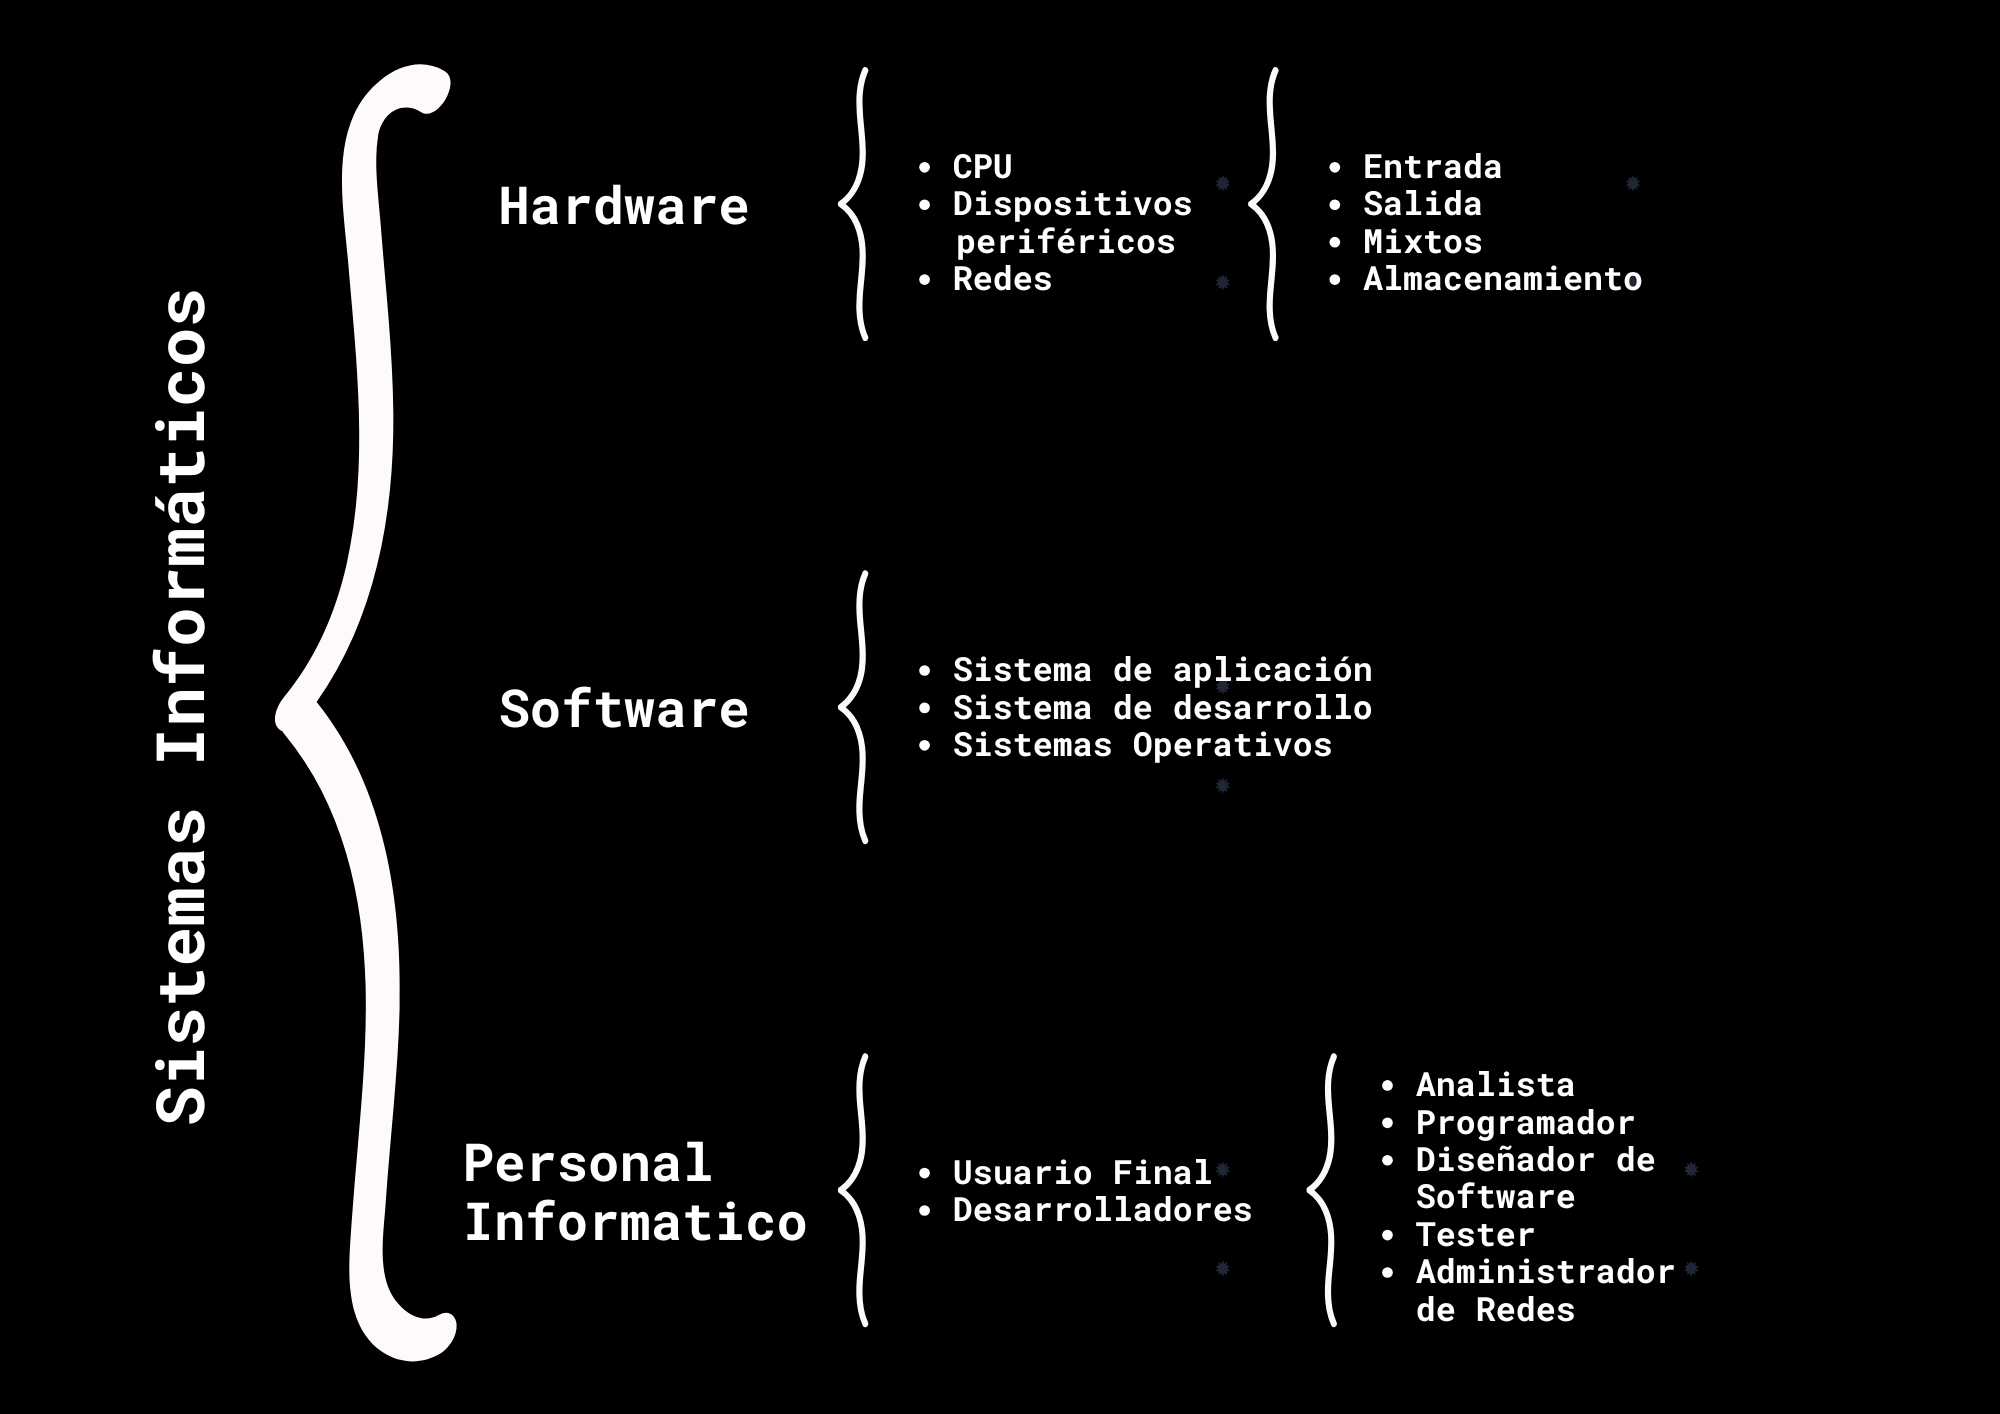 Sistemas Informáticos
Hardware
• CPU
• Dispositivos
periféricos
• Redes
• Entrada
• Salida
• Mixtos
• Almacenamiento
Software
• Sistema de aplicación
• Sistema de desarrollo
• Sistemas Operativos
Personal
Informatico
• Usuario Final
• Desarrolladores
• Analista
• Programador
• Diseñador de
Software
• Tester
• Administrador
de Redes